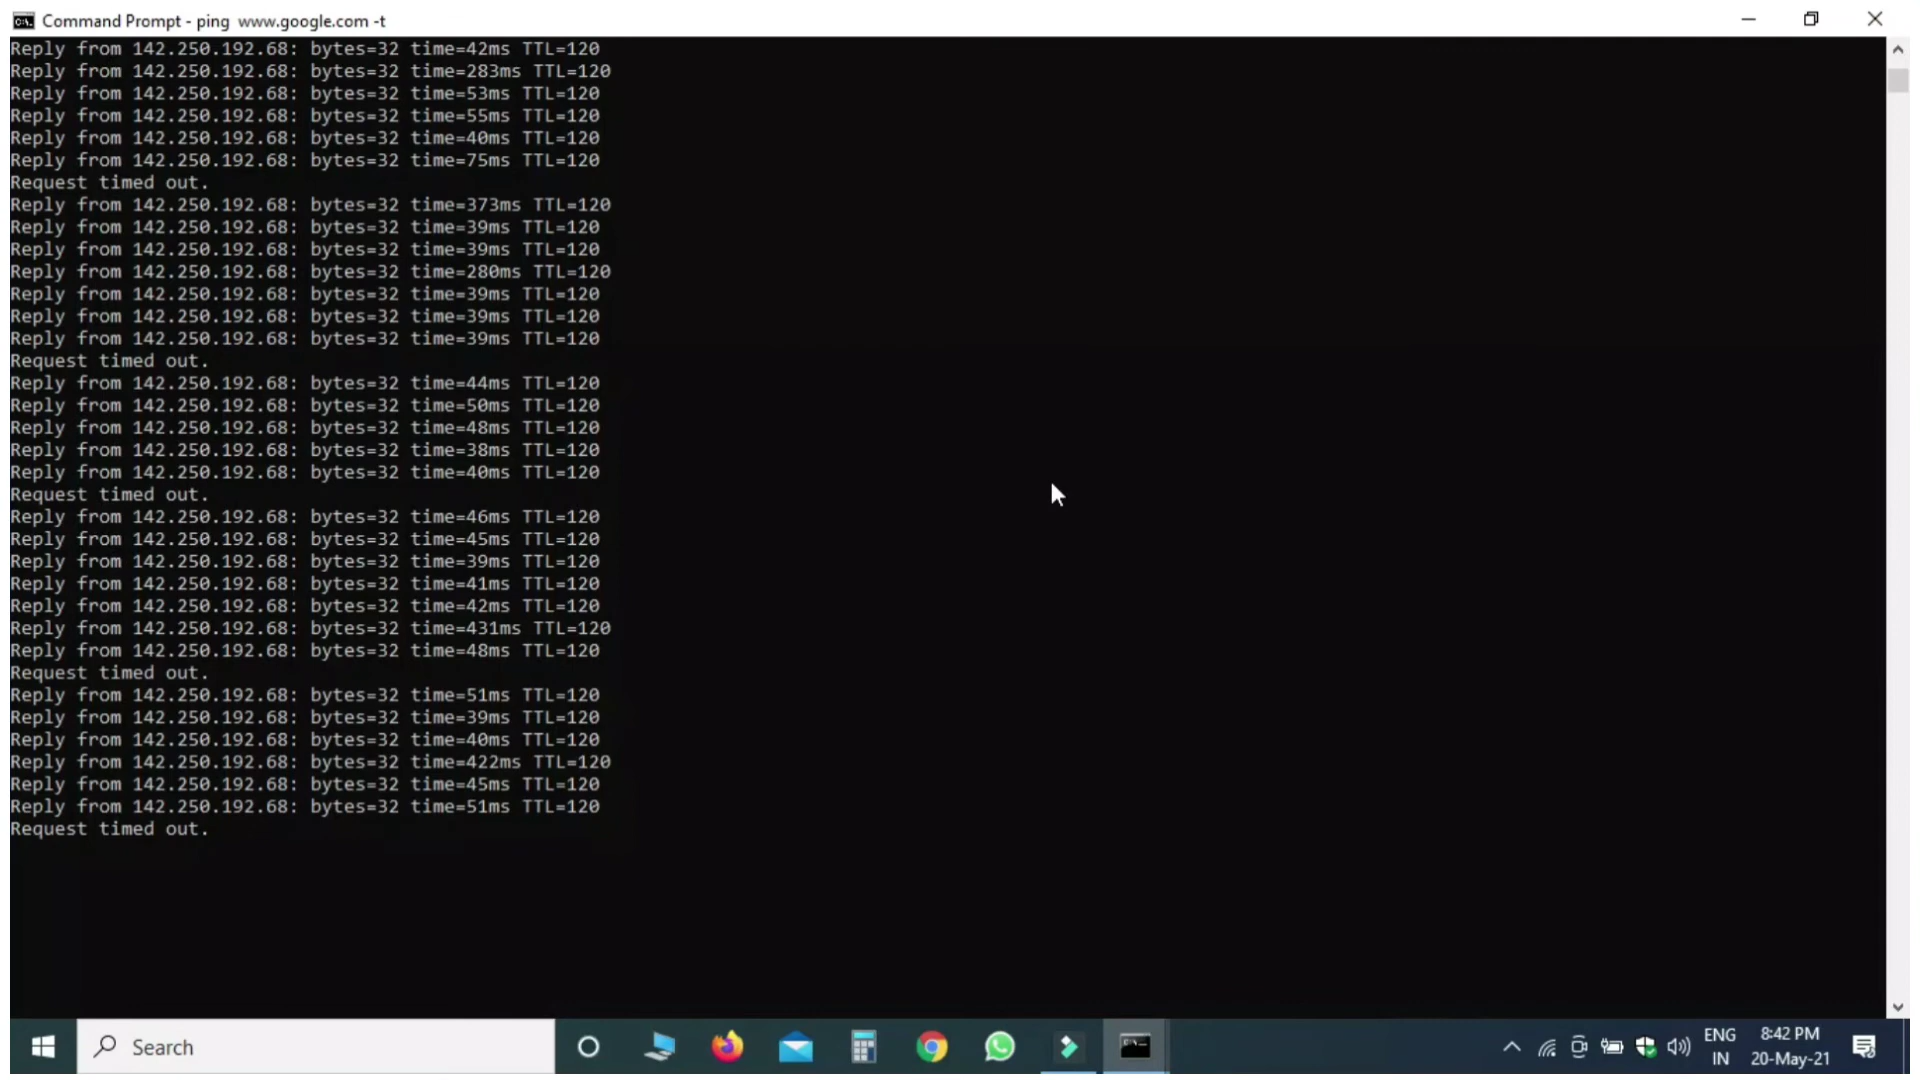 Command Prompt - ping  www.google.com -t
Reply from 142.250.192.68: bytes=32 time=42ms TTL=120
Reply from 142.250.192.68: bytes=32 time=283ms TTL=120
Reply from 142.250.192.68: bytes=32 time=53ms TTL=120
Reply from 142.250.192.68: bytes=32 time=55ms TTL=120
Reply from 142.250.192.68: bytes=32 time=40ms TTL=120
Reply from 142.250.192.68: bytes=32 time=75ms TTL=120
Request timed out.
Reply from 142.250.192.68: bytes=32 time=373ms TTL=120
Reply from 142.250.192.68: bytes=32 time=39ms TTL=120
Reply from 142.250.192.68: bytes=32 time=39ms TTL=120
Reply from 142.250.192.68: bytes=32 time=280ms TTL=120
Reply from 142.250.192.68: bytes=32 time=39ms TTL=120
Reply from 142.250.192.68: bytes=32 time=39ms TTL=120
Reply from 142.250.192.68: bytes=32 time=39ms TTL=120
Request timed out.
Reply from 142.250.192.68: bytes=32 time=44ms TTL=120
Reply from 142.250.192.68: bytes=32 time=50ms TTL=120
Reply from 142.250.192.68: bytes=32 time=48ms TTL=120
Reply from 142.250.192.68: bytes=32 time=38ms TTL=120
Reply from 142.250.192.68: bytes=32 time=40ms TTL=120
Request timed out.
Reply from 142.250.192.68: bytes=32 time=46ms TTL=120
Reply from 142.250.192.68: bytes=32 time=45ms TTL=120
Reply from 142.250.192.68: bytes=32 time=39ms TTL=120
Reply from 142.250.192.68: bytes=32 time=41ms TTL=120
Reply from 142.250.192.68: bytes=32 time=42ms TTL=120
Reply from 142.250.192.68: bytes=32 time=431ms TTL=120
Reply from 142.250.192.68: bytes=32 time=48ms TTL=120
Request timed out.
Reply from 142.250.192.68: bytes=32 time=51ms TTL=120
Reply from 142.250.192.68: bytes=32 time=39ms TTL=120
Reply from 142.250.192.68: bytes=32 time=40ms TTL=120
Reply from 142.250.192.68: bytes=32 time=422ms TTL=120
Reply from 142.250.192.68: bytes=32 time=45ms TTL=120
Reply from 142.250.192.68: bytes=32 time=51ms TTL=120
Request timed out.
Search
ENG
IN
8:42 PM
20-May-21